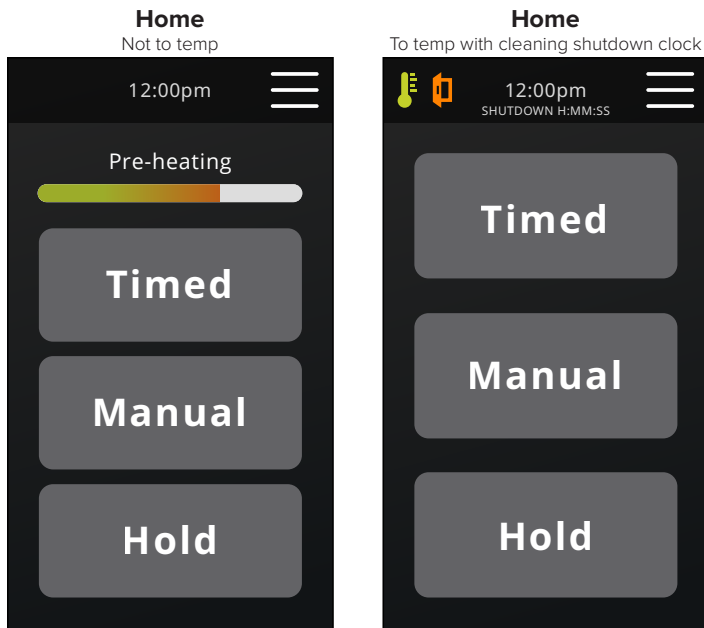 Home
Not to temp
12:00pm
Pre-heating
Timed
Manual
Hold
Home
To temp with cleaning shutdown clock
12:00pm
SHUTDOWN H:MM:SS
Timed
Manual
Hold